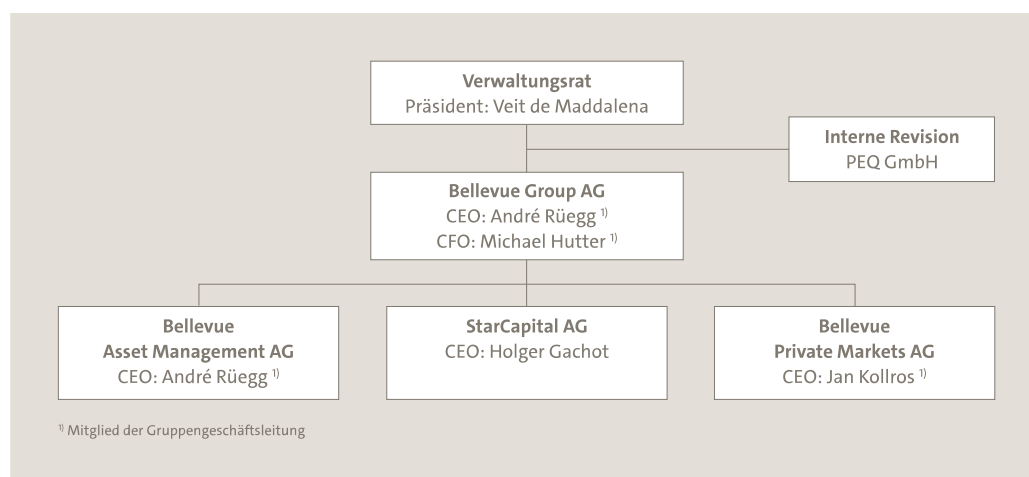 Verwaltungsrat
Präsident: Veit de Maddalena
Interne Revision
PEQ GmbH
Bellevue Group AG
CEO: André Rüegg 1)
CFO: Michael Hutter 1)
Bellevue
Asset Management AG
CEO: André Rüegg 1)
StarCapital AG
CEO: Holger Gachot
Bellevue
Private Markets AG
CEO: Jan Kollros 1)
1) Mitglied der Gruppengeschäftsleitung